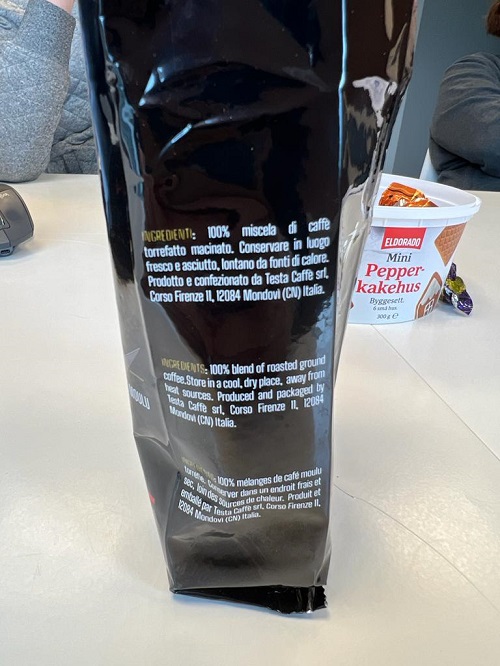 INGREDIENTI: 100% miscela di caffè
torrefatto macinato. Conservare in luogo
fresco e asciutto, lontano da fonti di calore.
Prodotto e confezionato da Testa Caffè srl,
Corso Firenze 11, 12084 Mondovì (CN) Italia.
INGREDIENTS: 100% blend of roasted ground
coffee.Store in a cool, dry place, away from
heat sources. Produced and packaged by
Testa Caffè srl, Corso Firenze 11, 12084
Mondovì (CN) Italia.
100% mélanges de café moulu
torréfié. Conserver dans un endroit frais et
sec, loin des sources de chaleur. Produit et
emballé par Testa Caffè srl, Corso Firenze 11,
12084 Mondovì (CN) Italia.
ELDORADO
Mini
Pepper-
kakehus
Byggesett.
6 små hus
300 g e